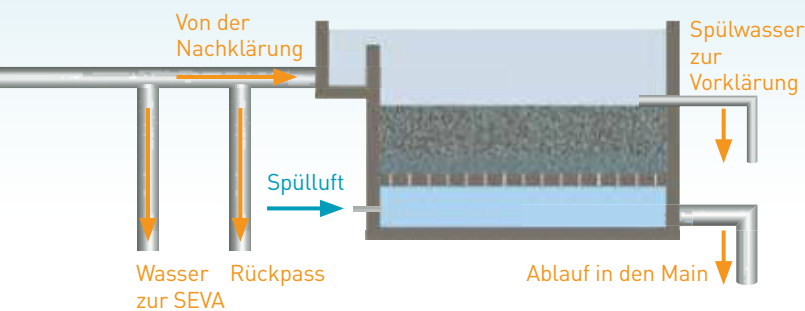 Von der
Nachklärung
Spülwasser
zur
Vorklärung
Spülluft
Wasser
zur SEVA
Rückpass
Ablauf in den Main